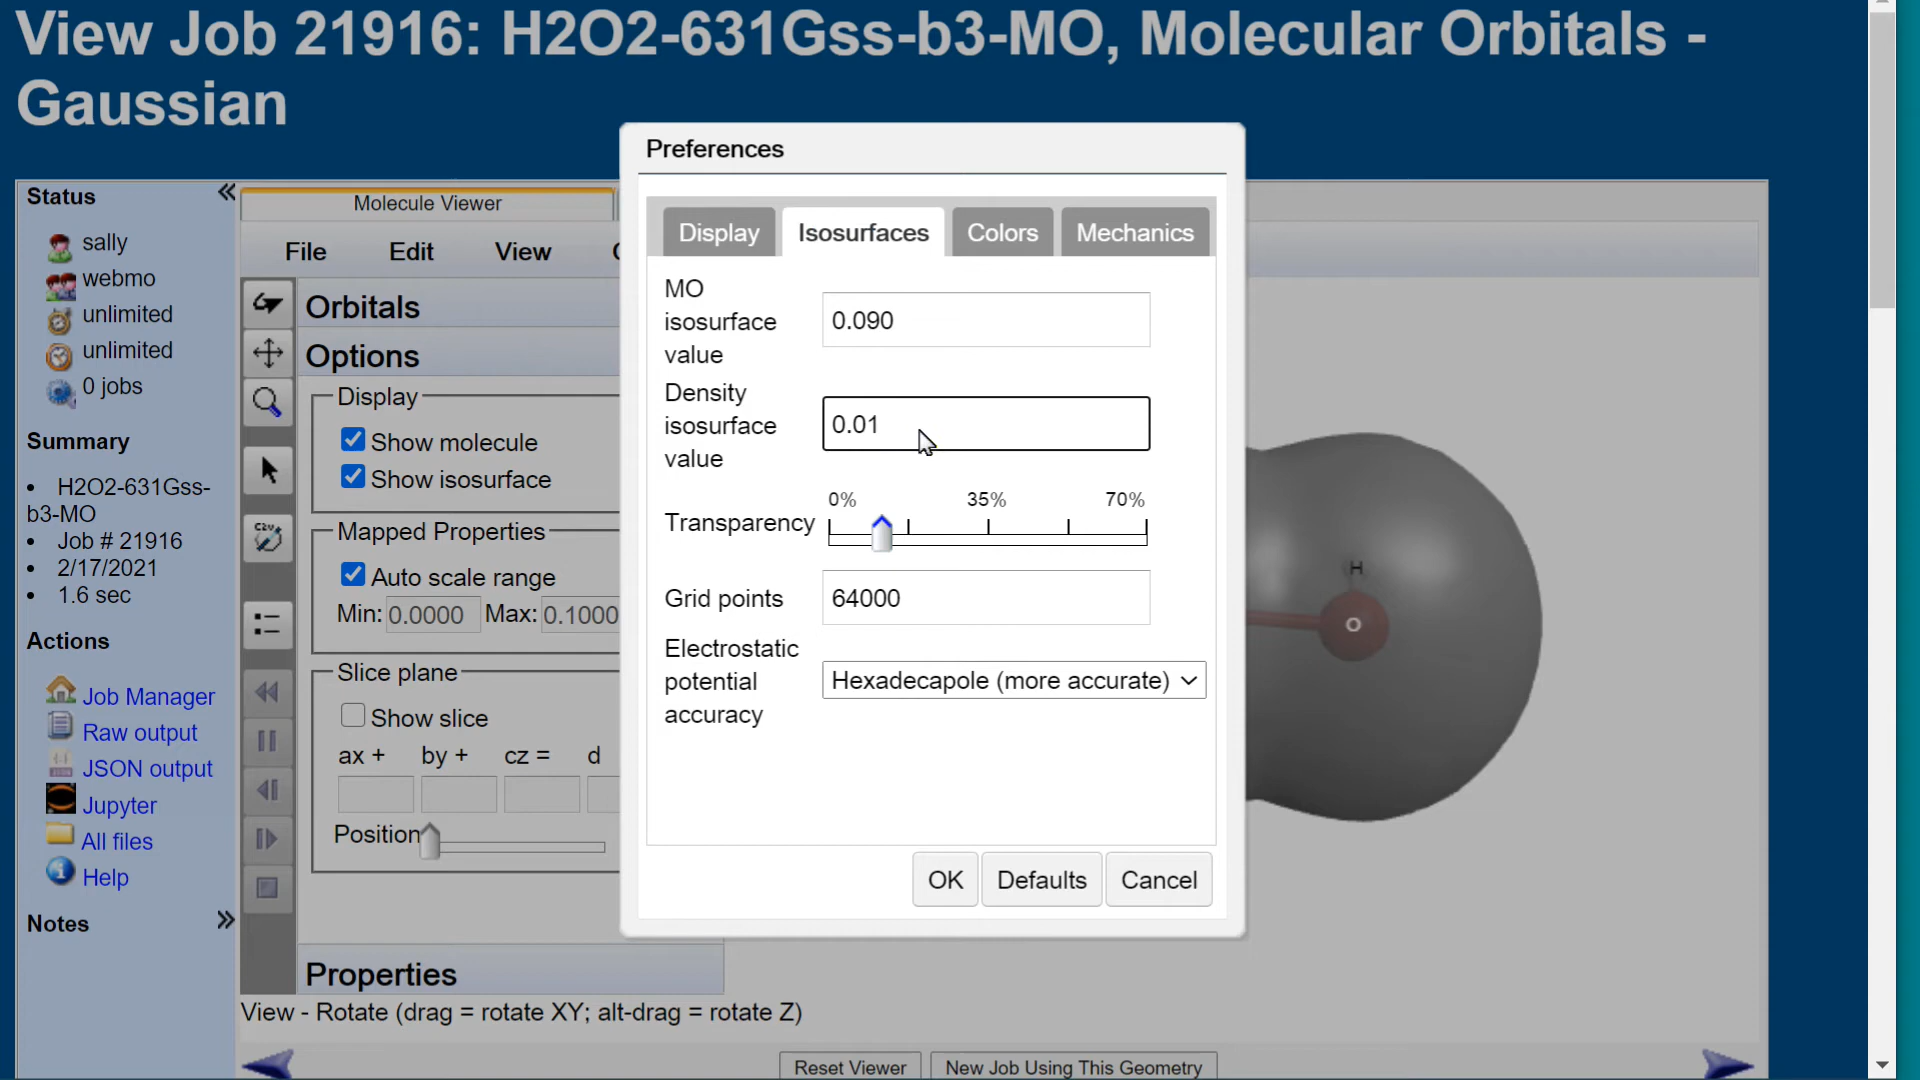 View Job 21916: H2O2-631Gss-b3-MO, Molecular Orbitals -
Gaussian
Status
sally
webmo
unlimited
unlimited
0 jobs
Summary
• H2O2-631Gss-
b3-MO
• Job # 21916
• 2/17/2021
• 1.6 sec
Actions
Job Manager
Raw output
JSON output
Jupyter
All files
Help
Notes
Molecule Viewer
File Edit View
Orbitals
Options
Display
Show molecule
Show isosurface
Mapped Properties
Auto scale range
Min: 0.0000 Max: 0.1000
Slice plane
Show slice
ax + by + cz = d
Position
Properties
View - Rotate (drag = rotate XY; alt-drag = rotate Z)
Reset Viewer New Job Using This Geometry
Preferences
Display Isosurfaces Colors Mechanics
MO
isosurface
value
0.090
Density
isosurface
value
0.01
Transparency
0% 35% 70%
Grid points
64000
Electrostatic
potential
accuracy
Hexadecapole (more accurate)
OK Defaults Cancel
H
O